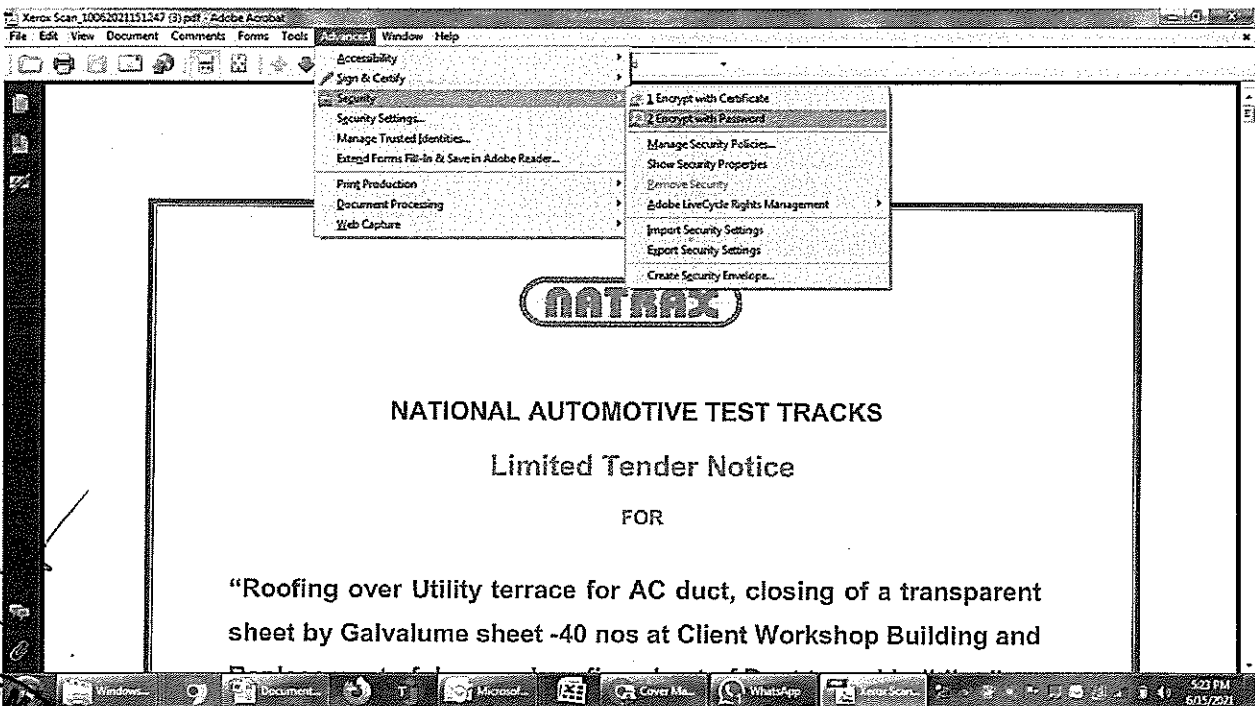 Xerox Scan_10062021151247 (3).pdf - Adobe Acrobat
File Edit View Document Comments Forms Tools Advanced Window Help
Accessibility
Sign & Certify
Security
Security Settings...
Manage Trusted Identities...
Extend Forms Fill-In & Save in Adobe Reader...
Print Production
Document Processing
Web Capture
1 Encrypt with Certificate
2 Encrypt with Password
Manage Security Policies...
Show Security Properties
Remove Security
Adobe LiveCycle Rights Management
Import Security Settings
Export Security Settings
Create Security Envelope...
NATRAX
NATIONAL AUTOMOTIVE TEST TRACKS
Limited Tender Notice
FOR
“Roofing over Utility terrace for AC duct, closing of a transparent
sheet by Galvalume sheet -40 nos at Client Workshop Building and
Windows... Document... Microsof... Cover Ma... WhatsApp Xerox Scan...
5:23 PM
6/15/2021